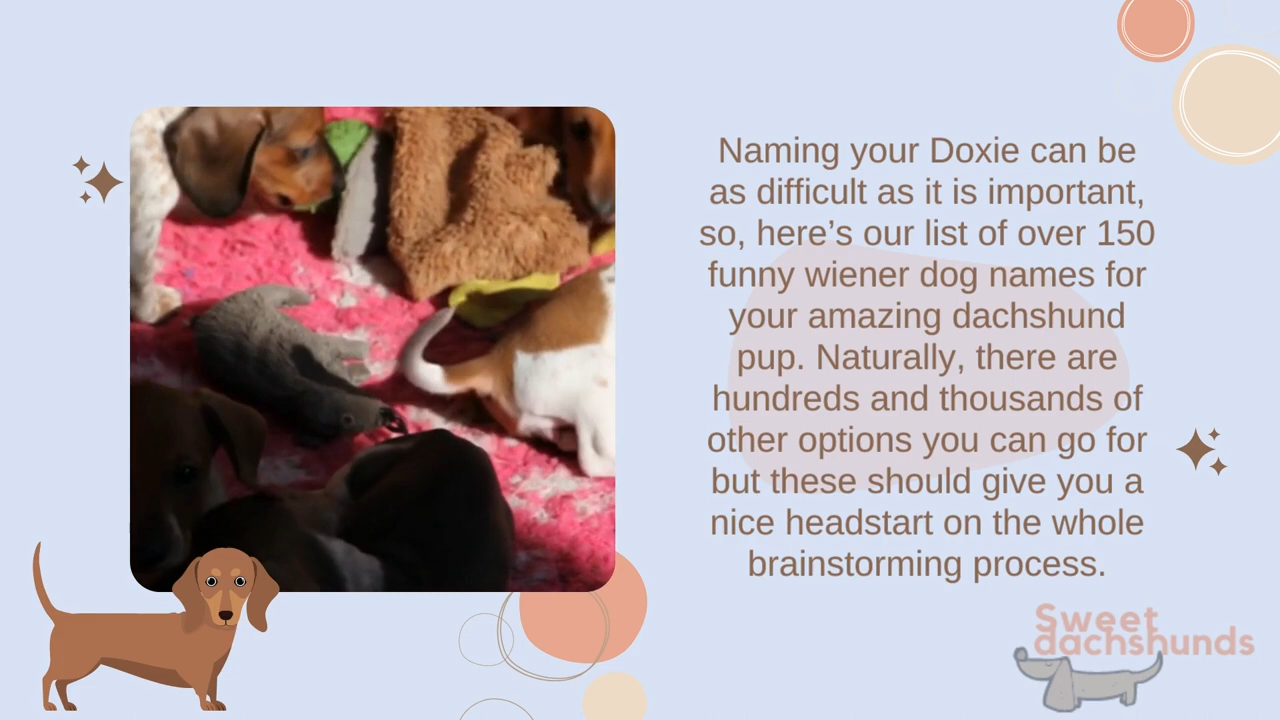 Naming your Doxie can be
as difficult as it is important,
so, here’s our list of over 150
funny wiener dog names for
your amazing dachshund
pup. Naturally, there are
hundreds and thousands of
other options you can go for
but these should give you a
nice headstart on the whole
brainstorming process.
Sweet
dachshunds